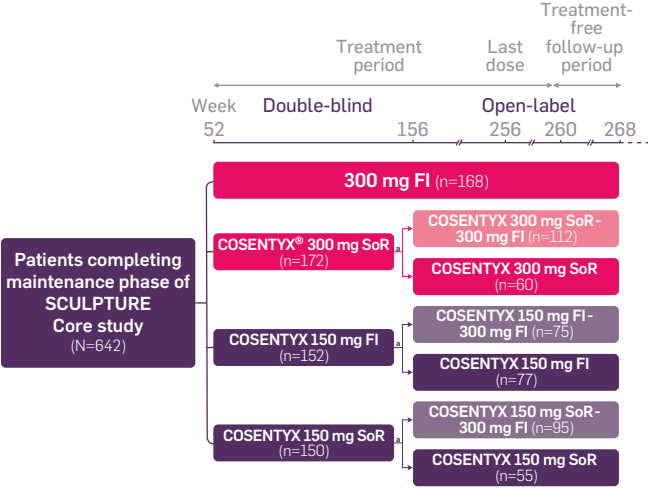 Treatment-
free
follow-up
period
Treatment
period
Last
dose
Week
Double-blind
Open-label
52
156
256
260
268
300 mg FI (n=168)
Patients completing
maintenance phase of
SCULPTURE
Core study
(N=642)
COSENTYX® 300 mg SoR
(n=172)
a
COSENTYX 300 mg SoR-
300 mg FI (n=112)
COSENTYX 300 mg SoR
(n=60)
COSENTYX 150 mg FI
(n=152)
a
COSENTYX 150 mg FI-
300 mg FI (n=75)
COSENTYX 150 mg FI
(n=77)
COSENTYX 150 mg SoR
(n=150)
a
COSENTYX 150 mg SoR-
300 mg FI (n=95)
COSENTYX 150 mg SoR
(n=55)